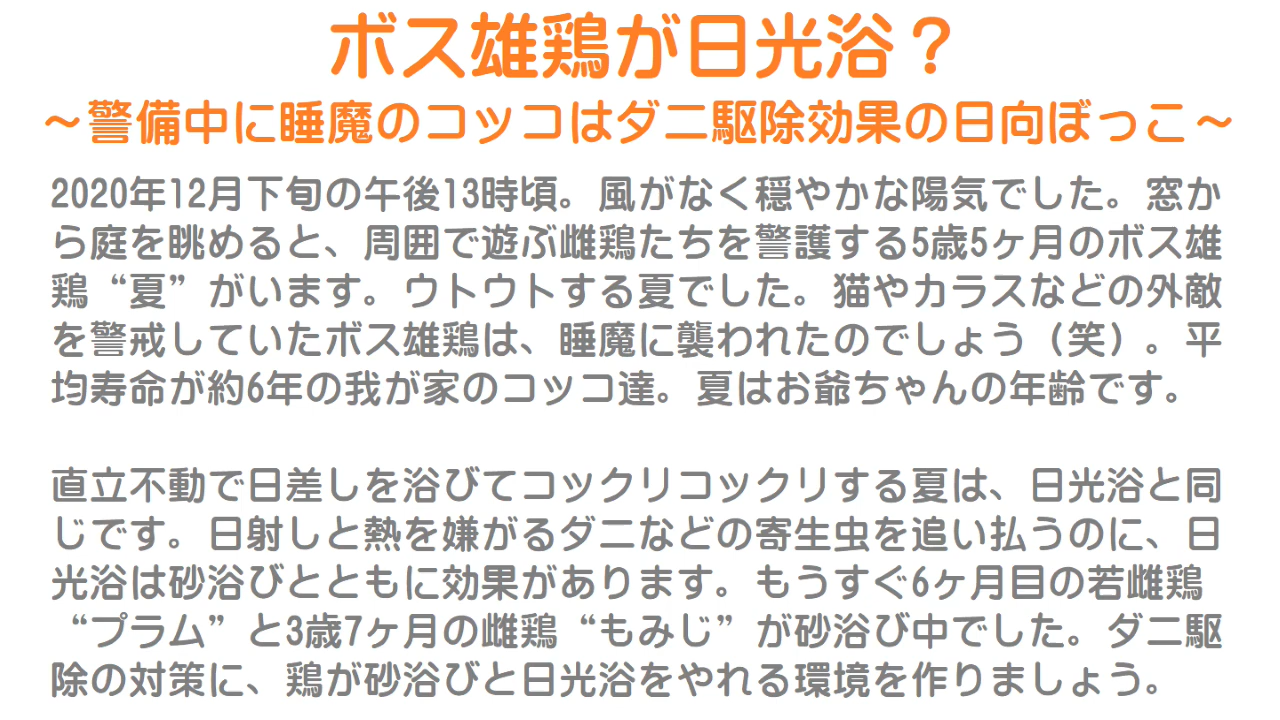 ボス雄鶏が日光浴？
～警備中に睡魔のコッコはダニ駆除効果の日向ぼっこ～
2020年12月下旬の午後13時頃。風がなく穏やかな陽気でした。窓か
ら庭を眺めると、周囲で遊ぶ雌鶏たちを警護する5歳5ヶ月のボス雄
鶏“夏”がいます。ウトウトする夏でした。猫やカラスなどの外敵
を警戒していたボス雄鶏は、睡魔に襲われたのでしょう（笑）。平
均寿命が約6年の我が家のコッコ達。夏はお爺ちゃんの年齢です。
直立不動で日差しを浴びてコックリコックリする夏は、日光浴と同
じです。日射しと熱を嫌がるダニなどの寄生虫を追い払うのに、日
光浴は砂浴びとともに効果があります。もうすぐ6ヶ月目の若雌鶏
“プラム”と3歳7ヶ月の雌鶏“もみじ”が砂浴び中でした。ダニ駆
除の対策に、鶏が砂浴びと日光浴をやれる環境を作りましょう。